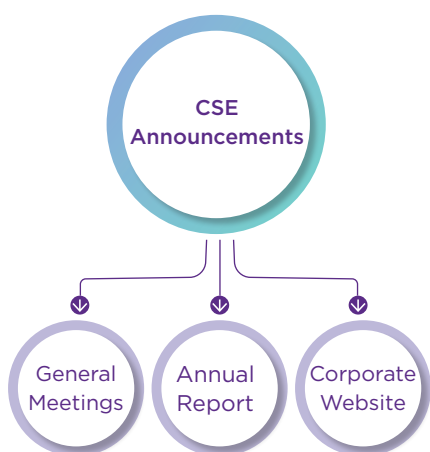 CSE
Announcements
General
Meetings
Annual
Report
Corporate
Website